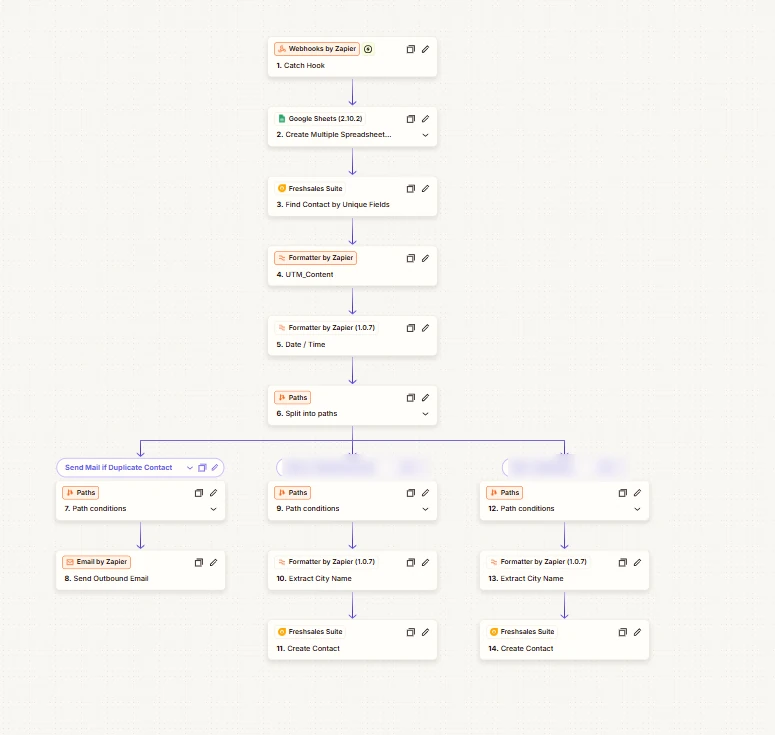 Webhooks by Zapier
1. Catch Hook
Google Sheets (2.10.2)
2. Create Multiple Spreadsheet...
Freshsales Suite
3. Find Contact by Unique Fields
Formatter by Zapier
4. UTM_Content
Formatter by Zapier (1.0.7)
5. Date / Time
Paths
6. Split into paths
Send Mail if Duplicate Contact
Paths
7. Path conditions
Email by Zapier
8. Send Outbound Email
Paths
9. Path conditions
Formatter by Zapier (1.0.7)
10. Extract City Name
Freshsales Suite
11. Create Contact
Paths
12. Path conditions
Formatter by Zapier (1.0.7)
13. Extract City Name
Freshsales Suite
14. Create Contact